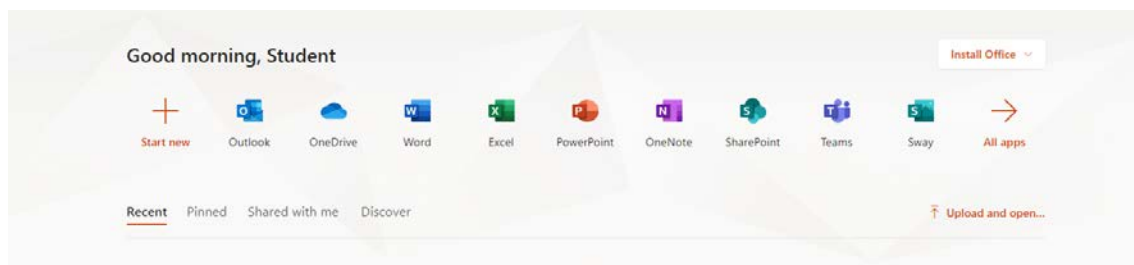 Good morning, Student
Install Office
Start new Outlook OneDrive Word Excel PowerPoint OneNote SharePoint Teams Sway All apps
Recent Pinned Shared with me Discover Upload and open...